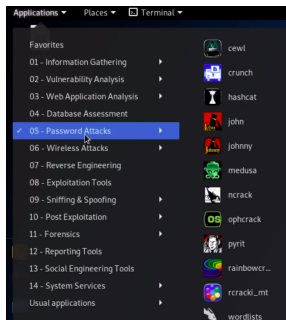 Applications ▾ Places ▾ Terminal ▾
Favorites
01 - Information Gathering
02 - Vulnerability Analysis
03 - Web Application Analysis
04 - Database Assessment
05 - Password Attacks
06 - Wireless Attacks
07 - Reverse Engineering
08 - Exploitation Tools
09 - Sniffing & Spoofing
10 - Post Exploitation
11 - Forensics
12 - Reporting Tools
13 - Social Engineering Tools
14 - System Services
Usual applications
cewl
crunch
hashcat
john
johnny
medusa
ncrack
OS
ophcrack
pyrit
rainbowcr...
rcracki_mt
wordlists